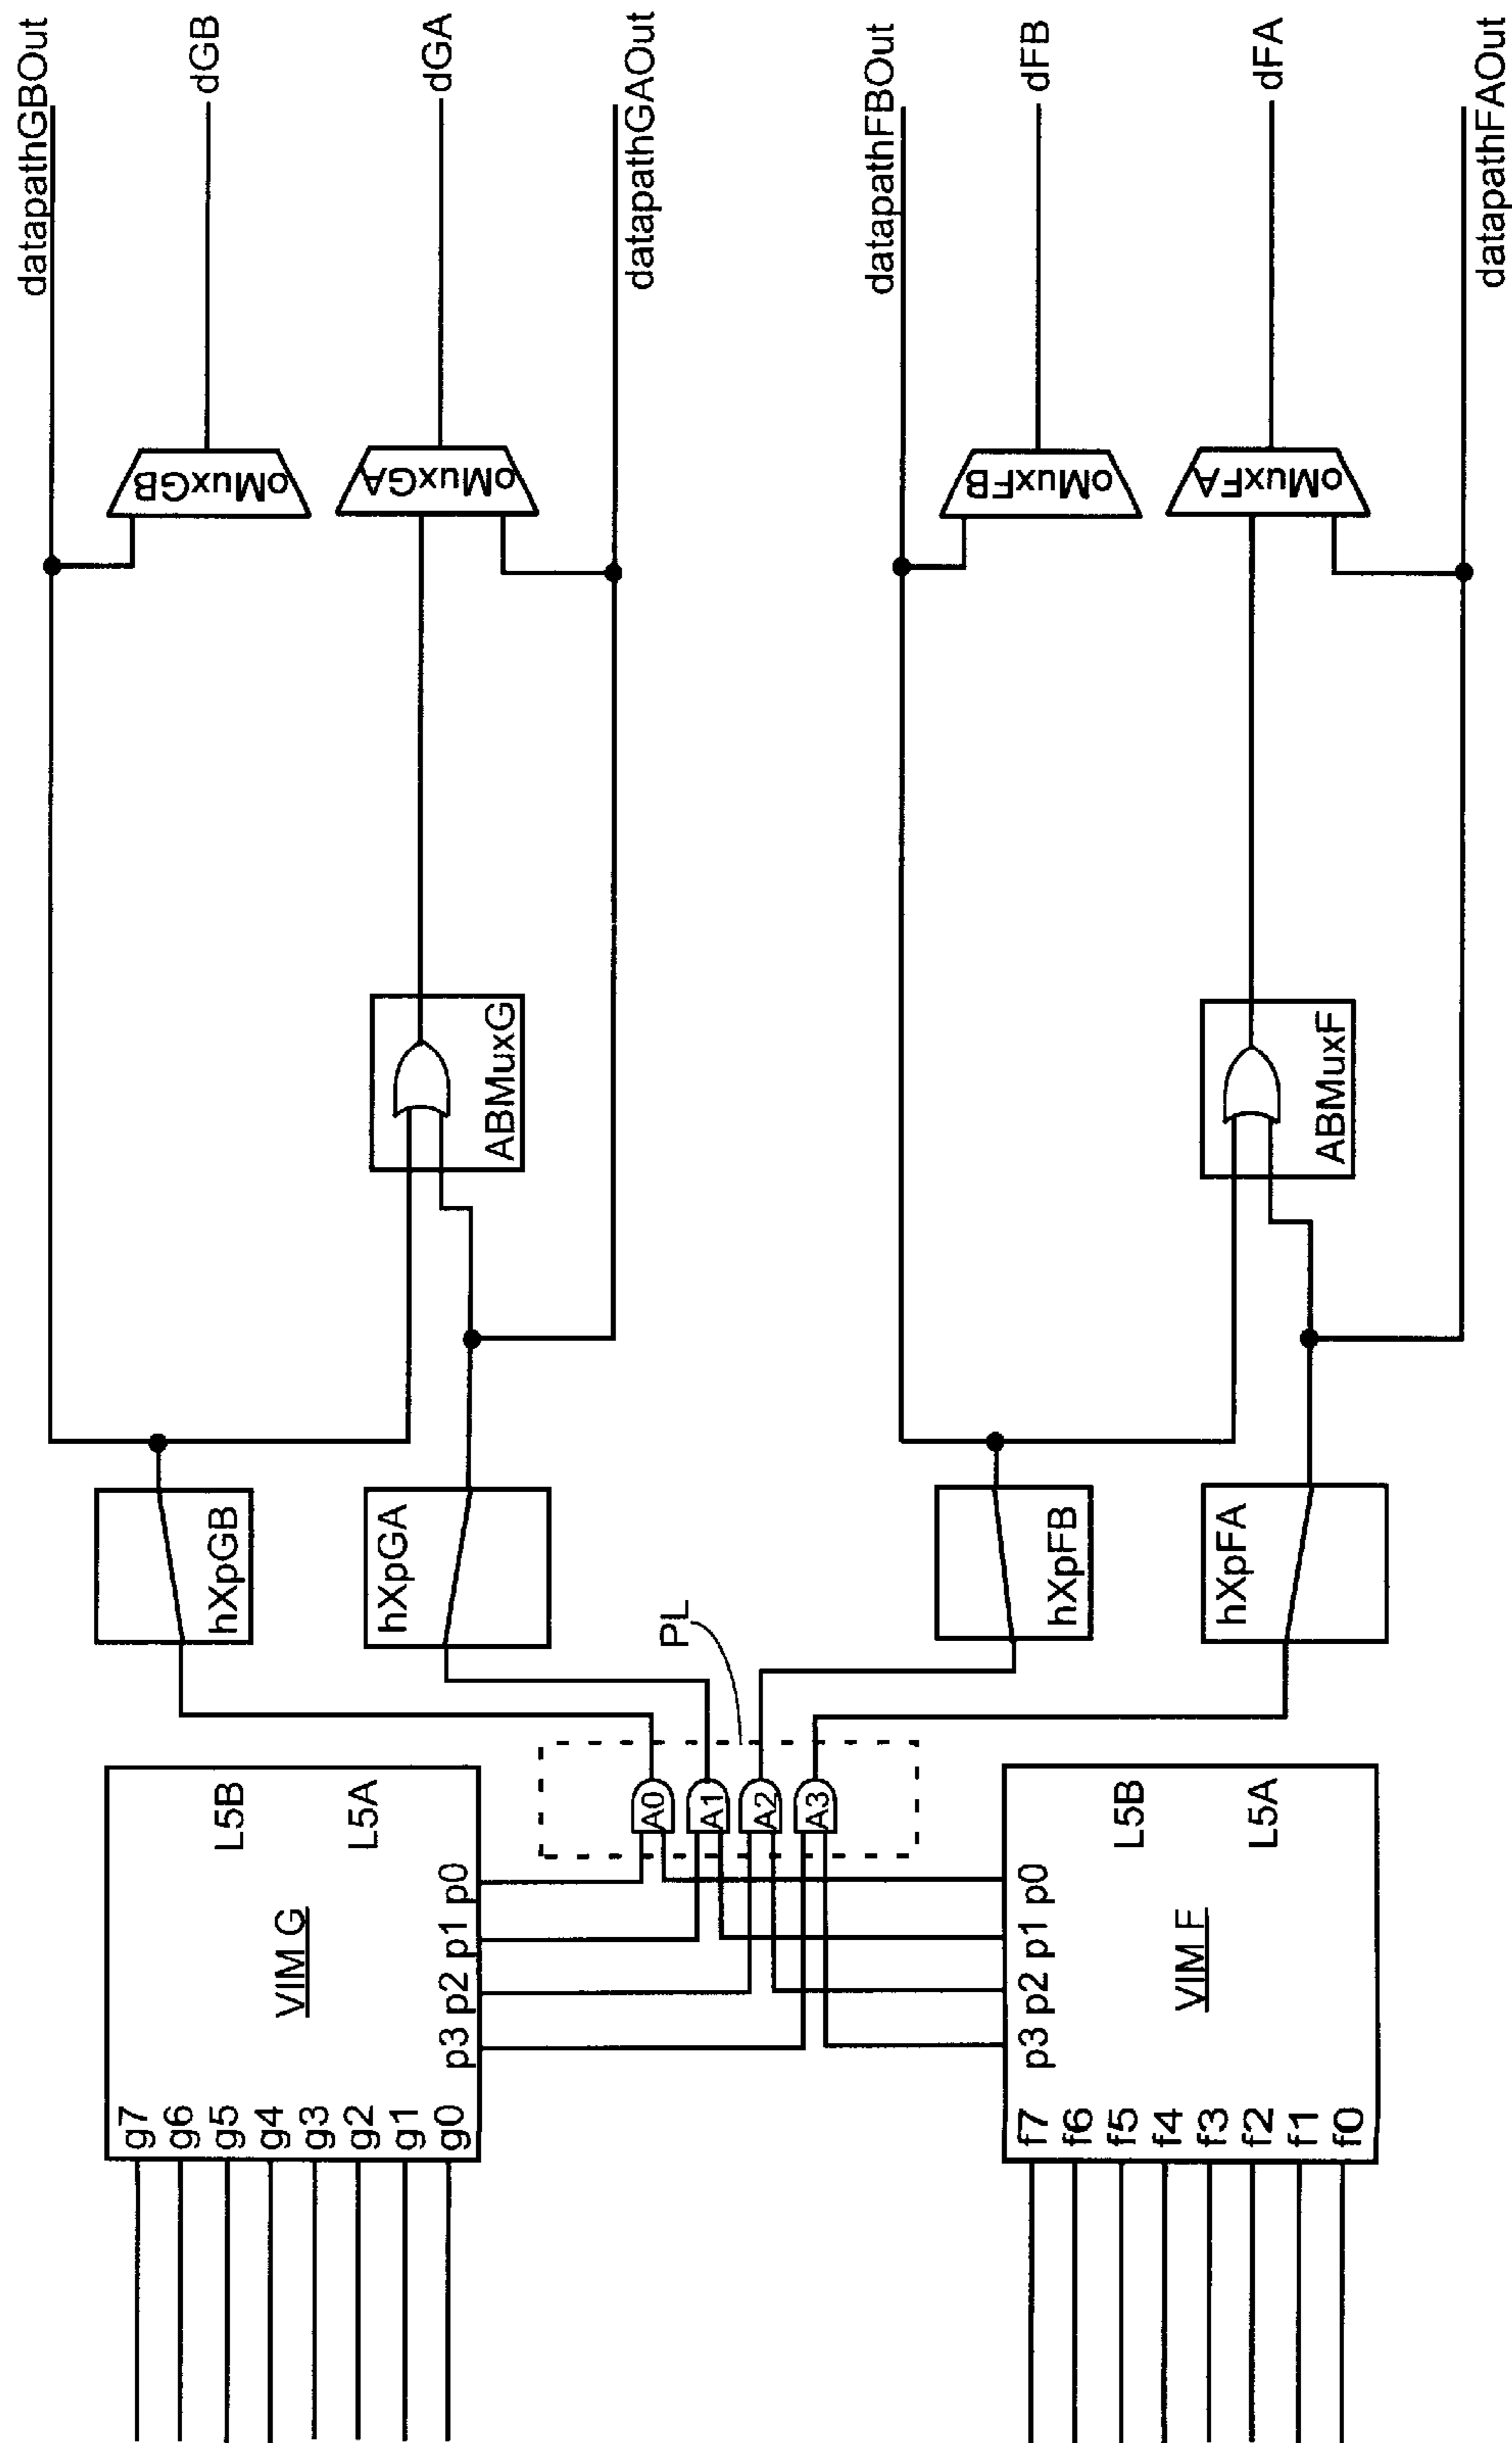 g7
g6
g5
g4
g3
g2
g1
g0
VIM G
L5B
L5A
p3 p2 p1 p0
hXpGB
hXpGA
ABMuxG
oMuxGB
oMuxGA
datapathGBOut
dGB
dGA
datapathGAOut
A0
A1
A2
A3
PL
p3 p2 p1 p0
f7
f6
f5
f4
f3
f2
f1
f0
VIM F
L5B
L5A
hXpFB
hXpFA
ABMuxF
oMuxFB
oMuxFA
datapathFBOut
dFB
dFA
datapathFAOut